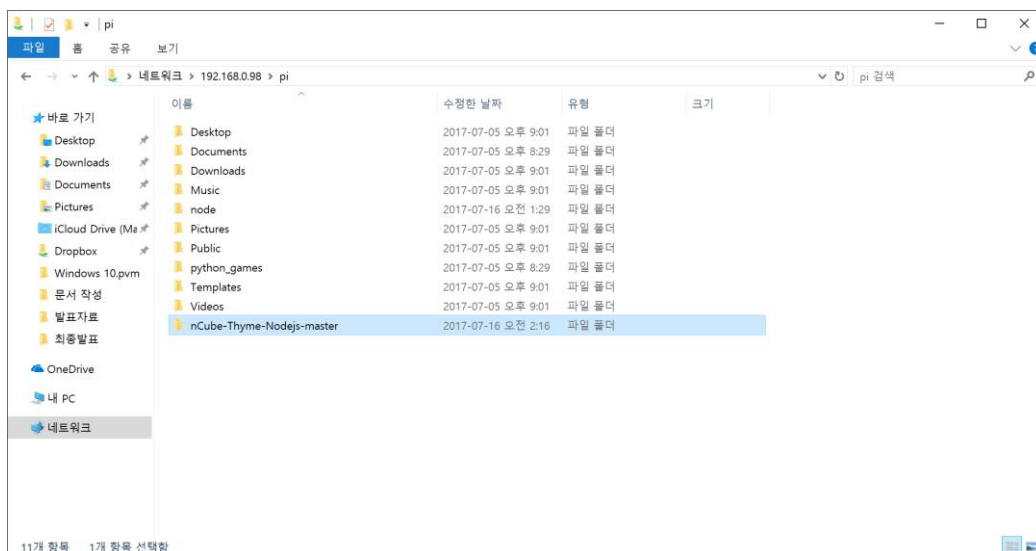 pi
파일 홈 공유 보기
네트워크 > 192.168.0.98 > pi
pi 검색
이름 수정한 날짜 유형 크기
바로 가기
Desktop
Downloads
Documents
Pictures
iCloud Drive (Ma
Dropbox
Windows 10.pvm
문서 작성
발표자료
최종발표
OneDrive
내 PC
네트워크
Desktop 2017-07-05 오후 9:01 파일 폴더
Documents 2017-07-05 오후 8:29 파일 폴더
Downloads 2017-07-05 오후 9:01 파일 폴더
Music 2017-07-05 오후 9:01 파일 폴더
node 2017-07-16 오전 1:29 파일 폴더
Pictures 2017-07-05 오후 9:01 파일 폴더
Public 2017-07-05 오후 9:01 파일 폴더
python_games 2017-07-05 오후 8:29 파일 폴더
Templates 2017-07-05 오후 9:01 파일 폴더
Videos 2017-07-05 오후 9:01 파일 폴더
nCube-Thyme-Nodejs-master 2017-07-16 오전 2:16 파일 폴더
11개 항목 1개 항목 선택함